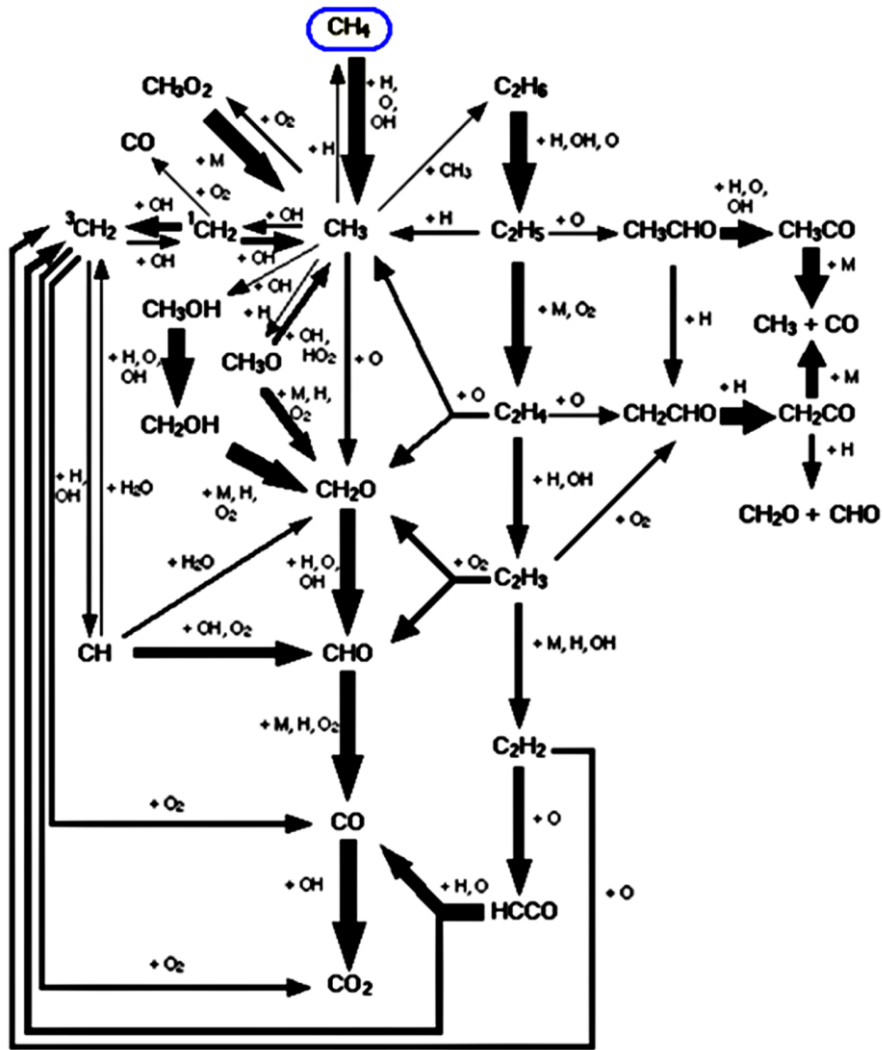 CH₄
+ H,
O,
OH
CH₃O₂
C₂H₆
+ O₂
CO
+ M
+ H
+ CH₃
+ H, OH, O
+ O₂
+ OH
+ OH
+ H
+ O
+ H, O,
OH
³CH₂
¹CH₂
CH₃
C₂H₅
CH₃CHO
CH₃CO
+ OH
+ OH
+ M
+ OH
CH₃OH
+ H
+ M, O₂
+ H
CH₃ + CO
+ OH,
HO₂
+ H, O,
OH
CH₃O
+ O
+ M
+ M, H,
O₂
+ O
+ O
+ H
CH₂OH
C₂H₄
CH₂CHO
CH₂CO
+ H
+ H,
OH
+ H₂O
+ M, H,
O₂
CH₂O
+ H, OH
+ O₂
CH₂O + CHO
+ H₂O
+ H, O,
OH
+ O₂
C₂H₃
+ OH, O₂
CH
CHO
+ M, H, OH
+ M, H, O₂
C₂H₂
+ O₂
CO
+ O
+ OH
+ H, O
HCCO
+ O
+ O₂
CO₂